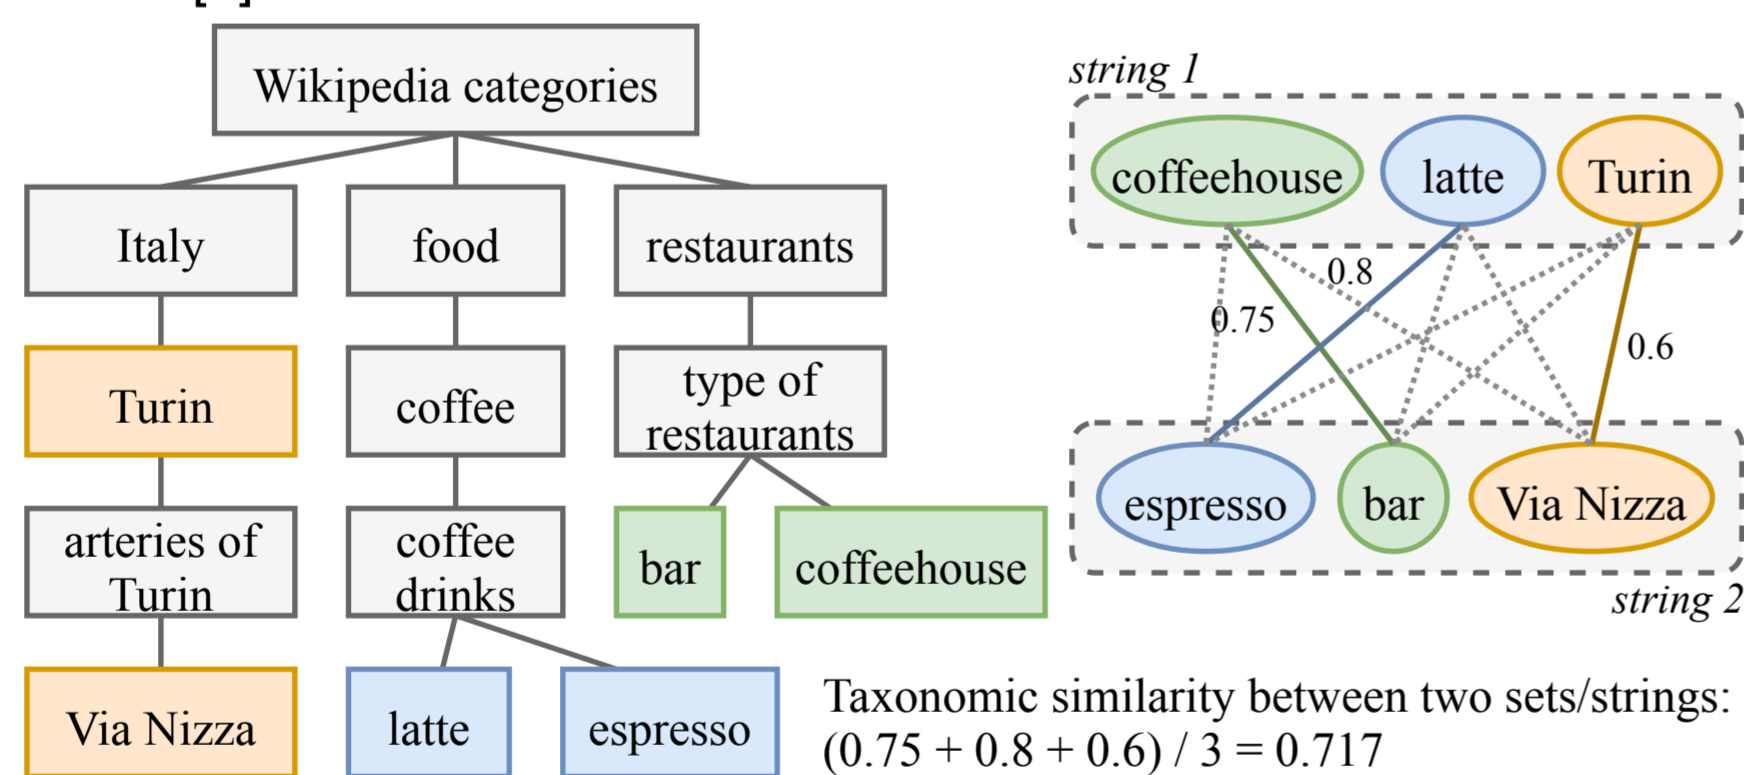 Wikipedia categories
Italy
food
restaurants
Turin
coffee
type of
restaurants
arteries of
Turin
coffee
drinks
bar
coffeehouse
Via Nizza
latte
espresso
string 1
coffeehouse
latte
Turin
0.8
0.75
0.6
espresso
bar
Via Nizza
string 2
Taxonomic similarity between two sets/strings:
(0.75 + 0.8 + 0.6) / 3 = 0.717